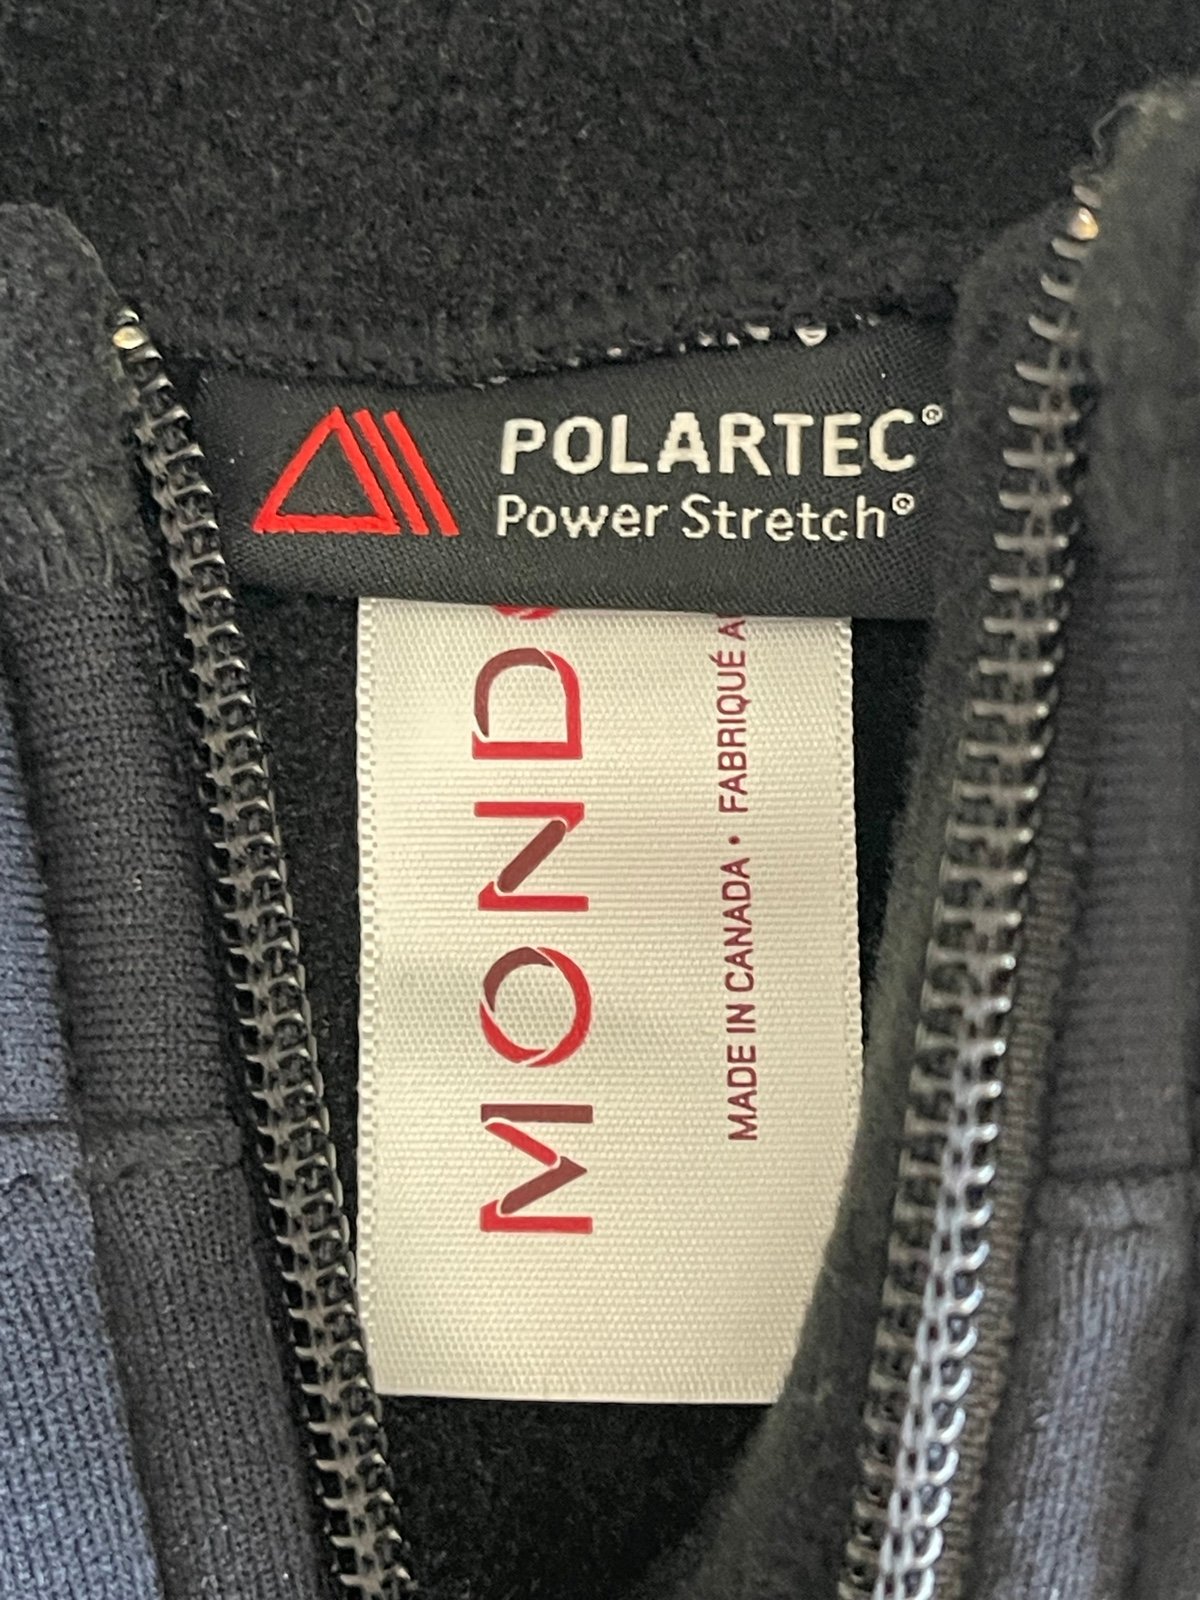 POLARTEC®
Power Stretch®
MOND
MADE IN CANADA • FABRIQUÉ